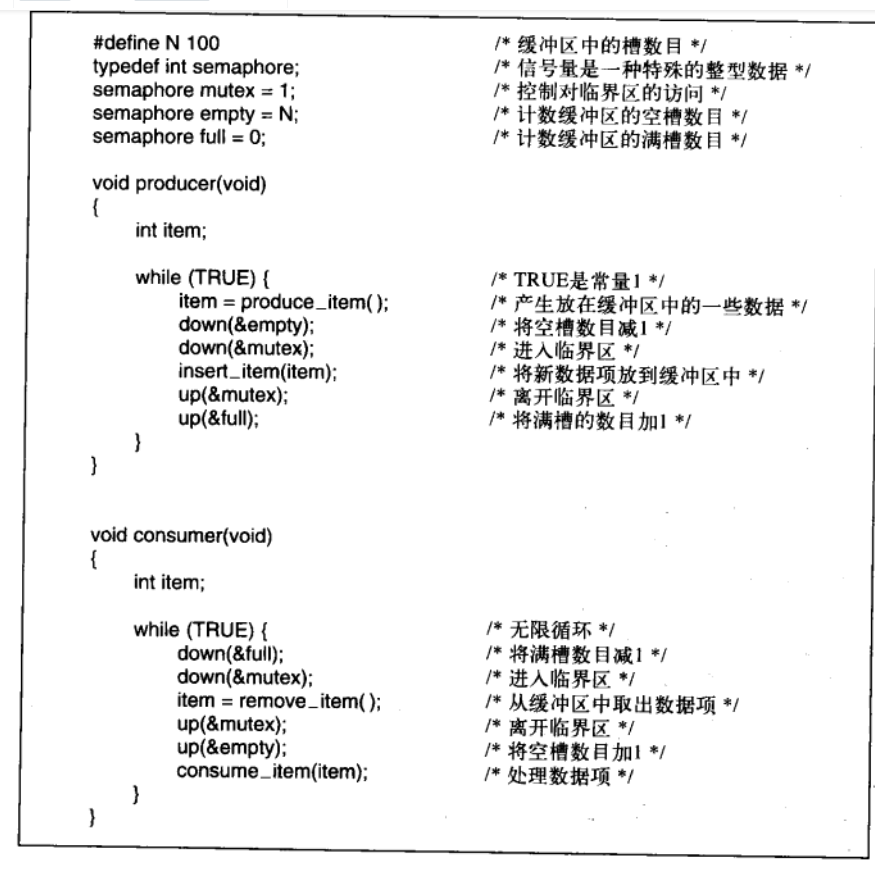 #define N 100 /* 缓冲区中的槽数目 */
typedef int semaphore; /* 信号量是一种特殊的整型数据 */
semaphore mutex = 1; /* 控制对临界区的访问 */
semaphore empty = N; /* 计数缓冲区的空槽数目 */
semaphore full = 0; /* 计数缓冲区的满槽数目 */
void producer(void)
{
int item;
while (TRUE) { /* TRUE是常量1 */
item = produce_item( ); /* 产生放在缓冲区中的一些数据 */
down(&empty); /* 将空槽数目减1 */
down(&mutex); /* 进入临界区 */
insert_item(item); /* 将新数据项放到缓冲区中 */
up(&mutex); /* 离开临界区 */
up(&full); /* 将满槽的数目加1 */
}
}
void consumer(void)
{
int item;
while (TRUE) { /* 无限循环 */
down(&full); /* 将满槽数目减1 */
down(&mutex); /* 进入临界区 */
item = remove_item( ); /* 从缓冲区中取出数据项 */
up(&mutex); /* 离开临界区 */
up(&empty); /* 将空槽数目加1 */
consume_item(item); /* 处理数据项 */
}
}